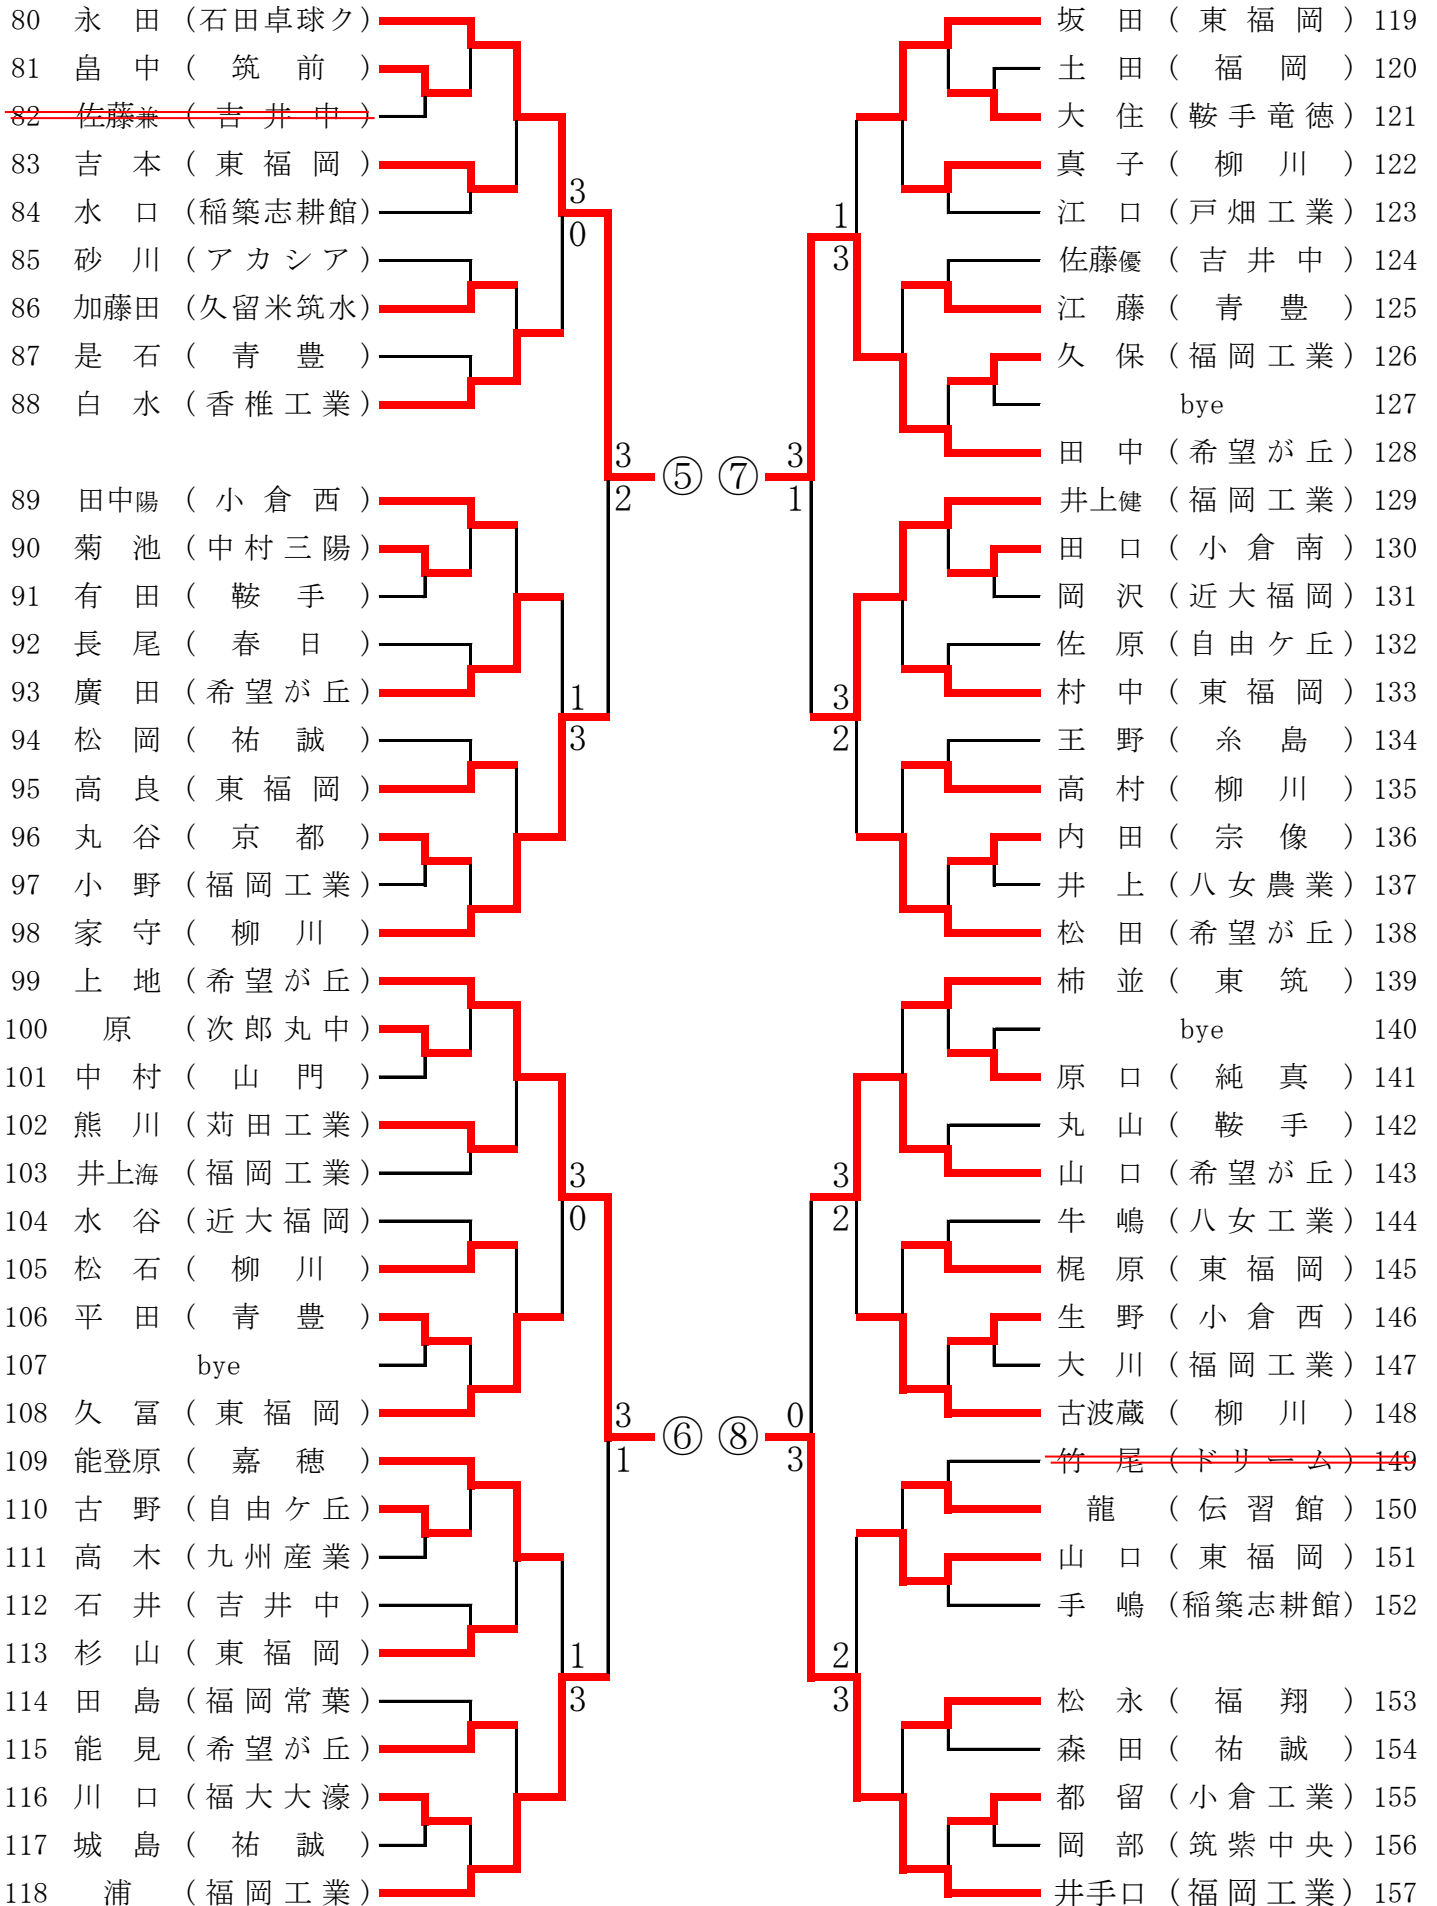 80 永田 (石田卓球ク)
81 畠中 (筑前)
82 佐藤兼 (吉井中)
83 吉本 (東福岡)
84 水口 (稲築志耕館)
3
0
85 砂川 (アカシア)
86 加藤田 (久留米筑水)
87 是石 (青豊)
88 白水 (香椎工業)
3
⑤
2
89 田中陽 (小倉西)
90 菊池 (中村三陽)
91 有田 (鞍手)
92 長尾 (春日)
93 廣田 (希望が丘)
1
3
94 松岡 (祐誠)
95 高良 (東福岡)
96 丸谷 (京都)
97 小野 (福岡工業)
98 家守 (柳川)
99 上地 (希望が丘)
100 原 (次郎丸中)
101 中村 (山門)
102 熊川 (苅田工業)
103 井上海 (福岡工業)
3
0
104 水谷 (近大福岡)
105 松石 (柳川)
106 平田 (青豊)
107 bye
108 久冨 (東福岡)
3
⑥
1
109 能登原 (嘉穂)
110 古野 (自由ケ丘)
111 高木 (九州産業)
112 石井 (吉井中)
113 杉山 (東福岡)
1
3
114 田島 (福岡常葉)
115 能見 (希望が丘)
116 川口 (福大大濠)
117 城島 (祐誠)
118 浦 (福岡工業)
坂田 (東福岡) 119
土田 (福岡) 120
大住 (鞍手竜徳) 121
真子 (柳川) 122
江口 (戸畑工業) 123
1
3
佐藤優 (吉井中) 124
江藤 (青豊) 125
久保 (福岡工業) 126
bye 127
田中 (希望が丘) 128
⑦
3
1
井上健 (福岡工業) 129
田口 (小倉南) 130
岡沢 (近大福岡) 131
佐原 (自由ケ丘) 132
村中 (東福岡) 133
3
2
王野 (糸島) 134
高村 (柳川) 135
内田 (宗像) 136
井上 (八女農業) 137
松田 (希望が丘) 138
柿並 (東筑) 139
bye 140
原口 (純真) 141
丸山 (鞍手) 142
山口 (希望が丘) 143
3
2
牛嶋 (八女工業) 144
梶原 (東福岡) 145
生野 (小倉西) 146
大川 (福岡工業) 147
古波蔵 (柳川) 148
⑧
0
3
竹尾 (ドリーム) 149
龍 (伝習館) 150
山口 (東福岡) 151
手嶋 (稲築志耕館) 152
2
3
松永 (福翔) 153
森田 (祐誠) 154
都留 (小倉工業) 155
岡部 (筑紫中央) 156
井手口 (福岡工業) 157